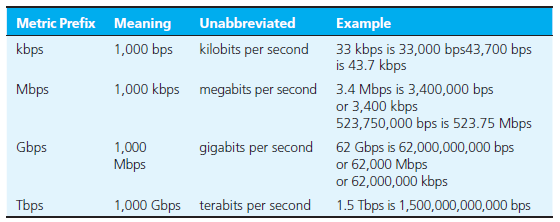 Metric Prefix Meaning Unabbreviated Example
kbps 1,000 bps kilobits per second 33 kbps is 33,000 bps43,700 bps
is 43.7 kbps
Mbps 1,000 kbps megabits per second 3.4 Mbps is 3,400,000 bps
or 3,400 kbps
523,750,000 bps is 523.75 Mbps
Gbps 1,000 gigabits per second 62 Gbps is 62,000,000,000 bps
Mbps or 62,000 Mbps
or 62,000,000 kbps
Tbps 1,000 Gbps terabits per second 1.5 Tbps is 1,500,000,000,000 bps